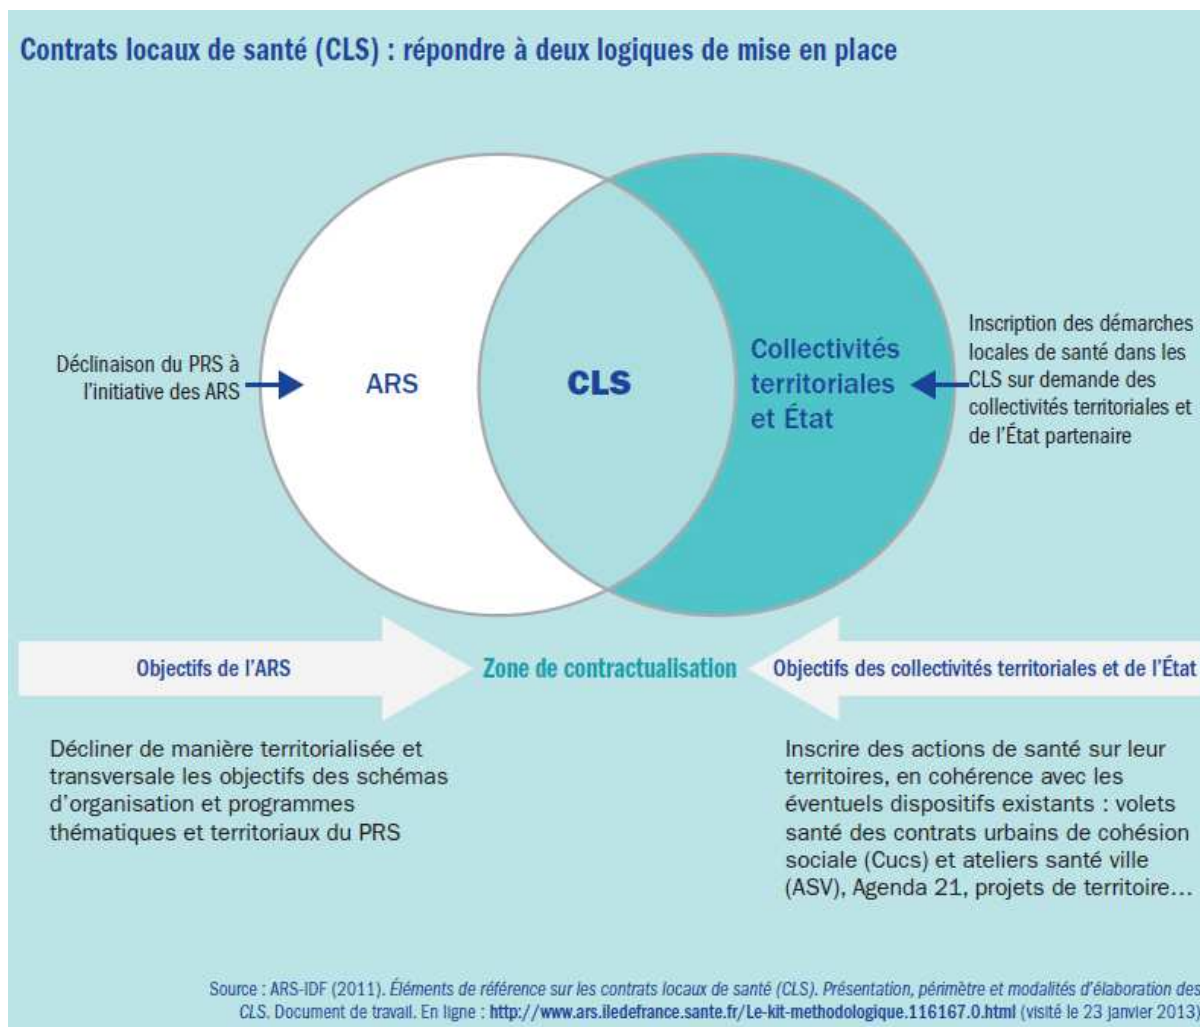 Contrats locaux de santé (CLS) : répondre à deux logiques de mise en place
Déclinaison du PRS à
l'initiative des ARS
ARS
CLS
Collectivités
territoriales
et État
Inscription des démarches
locales de santé dans les
CLS sur demande des
collectivités territoriales et
de l'État partenaire
Objectifs de l'ARS
Zone de contractualisation
Objectifs des collectivités territoriales et de l'État
Décliner de manière territorialisée et
transversale les objectifs des schémas
d'organisation et programmes
thématiques et territoriaux du PRS
Inscrire des actions de santé sur leur
territoires, en cohérence avec les
éventuels dispositifs existants : volets
santé des contrats urbains de cohésion
sociale (Cucs) et ateliers santé ville
(ASV), Agenda 21, projets de territoire…
Source : ARS-IDF (2011). Éléments de référence sur les contrats locaux de santé (CLS). Présentation, périmètre et modalités d'élaboration des
CLS. Document de travail. En ligne : http://www.ars.iledefrance.sante.fr/Le-kit-methodologique.116167.0.html (visité le 23 janvier 2013)